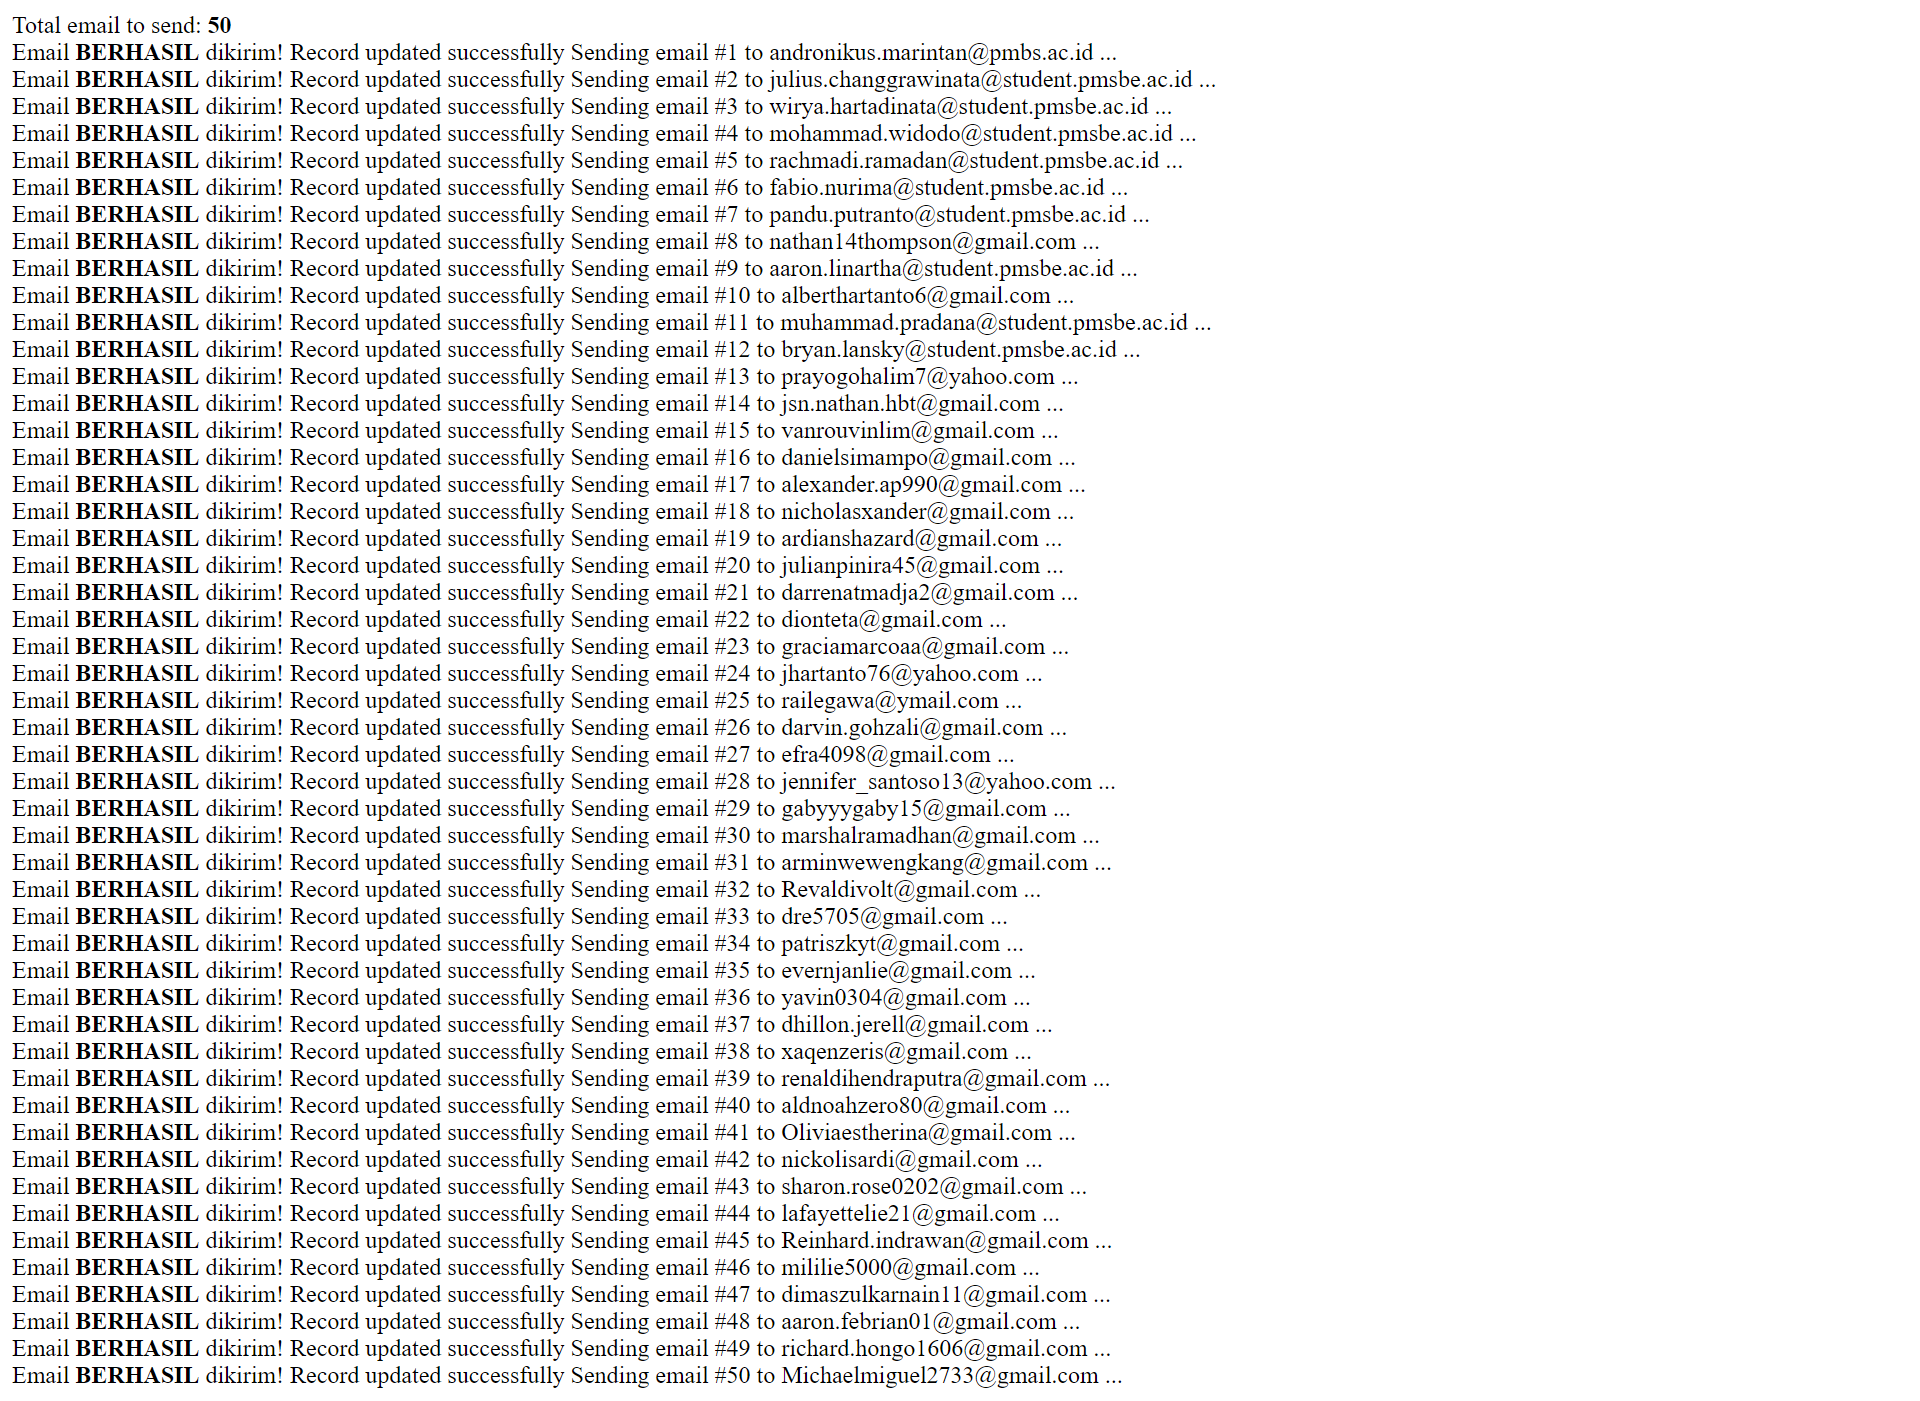 Total email to send: 50
Email BERHASIL dikirim! Record updated successfully Sending email #1 to andronikus.marintan@pmbs.ac.id ...
Email BERHASIL dikirim! Record updated successfully Sending email #2 to julius.changgrawinata@student.pmsbe.ac.id ...
Email BERHASIL dikirim! Record updated successfully Sending email #3 to wirya.hartadinata@student.pmsbe.ac.id ...
Email BERHASIL dikirim! Record updated successfully Sending email #4 to mohammad.widodo@student.pmsbe.ac.id ...
Email BERHASIL dikirim! Record updated successfully Sending email #5 to rachmadi.ramadan@student.pmsbe.ac.id ...
Email BERHASIL dikirim! Record updated successfully Sending email #6 to fabio.nurima@student.pmsbe.ac.id ...
Email BERHASIL dikirim! Record updated successfully Sending email #7 to pandu.putranto@student.pmsbe.ac.id ...
Email BERHASIL dikirim! Record updated successfully Sending email #8 to nathan14thompson@gmail.com ...
Email BERHASIL dikirim! Record updated successfully Sending email #9 to aaron.linartha@student.pmsbe.ac.id ...
Email BERHASIL dikirim! Record updated successfully Sending email #10 to alberthartanto6@gmail.com ...
Email BERHASIL dikirim! Record updated successfully Sending email #11 to muhammad.pradana@student.pmsbe.ac.id ...
Email BERHASIL dikirim! Record updated successfully Sending email #12 to bryan.lansky@student.pmsbe.ac.id ...
Email BERHASIL dikirim! Record updated successfully Sending email #13 to prayogohalim7@yahoo.com ...
Email BERHASIL dikirim! Record updated successfully Sending email #14 to jsn.nathan.hbt@gmail.com ...
Email BERHASIL dikirim! Record updated successfully Sending email #15 to vanrouvinlim@gmail.com ...
Email BERHASIL dikirim! Record updated successfully Sending email #16 to danielsimampo@gmail.com ...
Email BERHASIL dikirim! Record updated successfully Sending email #17 to alexander.ap990@gmail.com ...
Email BERHASIL dikirim! Record updated successfully Sending email #18 to nicholasxander@gmail.com ...
Email BERHASIL dikirim! Record updated successfully Sending email #19 to ardianshazard@gmail.com ...
Email BERHASIL dikirim! Record updated successfully Sending email #20 to julianpinira45@gmail.com ...
Email BERHASIL dikirim! Record updated successfully Sending email #21 to darrenatmadja2@gmail.com ...
Email BERHASIL dikirim! Record updated successfully Sending email #22 to dionteta@gmail.com ...
Email BERHASIL dikirim! Record updated successfully Sending email #23 to graciamarcoaa@gmail.com ...
Email BERHASIL dikirim! Record updated successfully Sending email #24 to jhartanto76@yahoo.com ...
Email BERHASIL dikirim! Record updated successfully Sending email #25 to railegawa@ymail.com ...
Email BERHASIL dikirim! Record updated successfully Sending email #26 to darvin.gohzali@gmail.com ...
Email BERHASIL dikirim! Record updated successfully Sending email #27 to efra4098@gmail.com ...
Email BERHASIL dikirim! Record updated successfully Sending email #28 to jennifer_santoso13@yahoo.com ...
Email BERHASIL dikirim! Record updated successfully Sending email #29 to gabyyygaby15@gmail.com ...
Email BERHASIL dikirim! Record updated successfully Sending email #30 to marshalramadhan@gmail.com ...
Email BERHASIL dikirim! Record updated successfully Sending email #31 to arminwewengkang@gmail.com ...
Email BERHASIL dikirim! Record updated successfully Sending email #32 to Revaldivolt@gmail.com ...
Email BERHASIL dikirim! Record updated successfully Sending email #33 to dre5705@gmail.com ...
Email BERHASIL dikirim! Record updated successfully Sending email #34 to patriszkyt@gmail.com ...
Email BERHASIL dikirim! Record updated successfully Sending email #35 to evernjanlie@gmail.com ...
Email BERHASIL dikirim! Record updated successfully Sending email #36 to yavin0304@gmail.com ...
Email BERHASIL dikirim! Record updated successfully Sending email #37 to dhillon.jerell@gmail.com ...
Email BERHASIL dikirim! Record updated successfully Sending email #38 to xaqenzeris@gmail.com ...
Email BERHASIL dikirim! Record updated successfully Sending email #39 to renaldihendraputra@gmail.com ...
Email BERHASIL dikirim! Record updated successfully Sending email #40 to aldnoahzero80@gmail.com ...
Email BERHASIL dikirim! Record updated successfully Sending email #41 to Oliviaestherina@gmail.com ...
Email BERHASIL dikirim! Record updated successfully Sending email #42 to nickolisardi@gmail.com ...
Email BERHASIL dikirim! Record updated successfully Sending email #43 to sharon.rose0202@gmail.com ...
Email BERHASIL dikirim! Record updated successfully Sending email #44 to lafayettelie21@gmail.com ...
Email BERHASIL dikirim! Record updated successfully Sending email #45 to Reinhard.indrawan@gmail.com ...
Email BERHASIL dikirim! Record updated successfully Sending email #46 to mililie5000@gmail.com ...
Email BERHASIL dikirim! Record updated successfully Sending email #47 to dimaszulkarnain11@gmail.com ...
Email BERHASIL dikirim! Record updated successfully Sending email #48 to aaron.febrian01@gmail.com ...
Email BERHASIL dikirim! Record updated successfully Sending email #49 to richard.hongo1606@gmail.com ...
Email BERHASIL dikirim! Record updated successfully Sending email #50 to Michaelmiguel2733@gmail.com ...